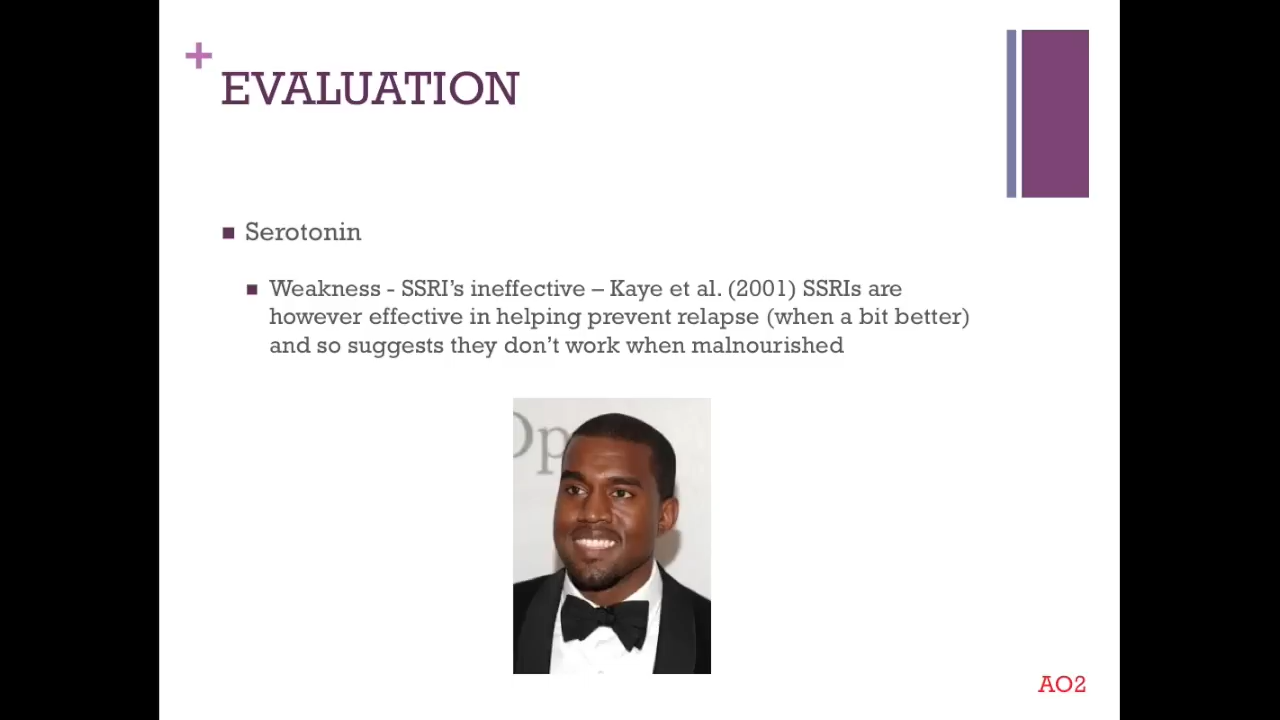 +
EVALUATION
Serotonin
Weakness - SSRI’s ineffective – Kaye et al. (2001) SSRIs are
however effective in helping prevent relapse (when a bit better)
and so suggests they don’t work when malnourished
Op
AO2